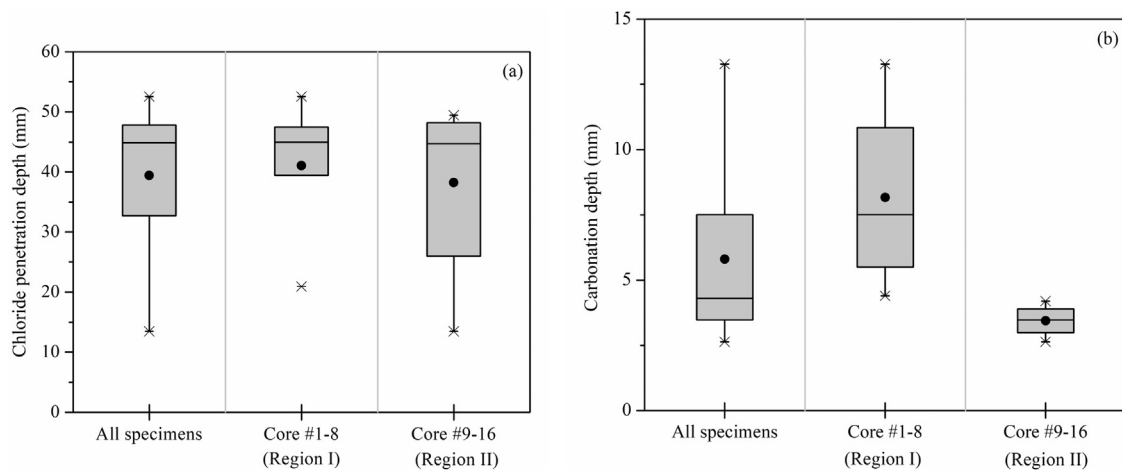 (a)
Chloride penetration depth (mm)
60
50
40
30
20
10
0
All specimens
Core #1-8
(Region I)
Core #9-16
(Region II)
(b)
Carbonation depth (mm)
15
10
5
0
All specimens
Core #1-8
(Region I)
Core #9-16
(Region II)